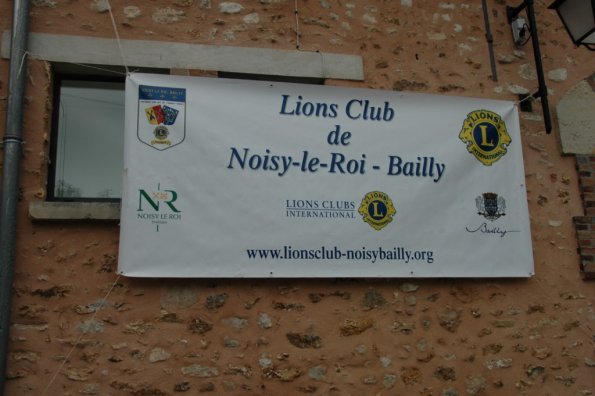 Lions Club
de
Noisy-le-Roi - Bailly
LIONS
L
INTERNATIONAL
NR
NOISY LE ROI
LIONS CLUBS
INTERNATIONAL
LIONS
L
Bailly
www.lionsclub-noisybailly.org